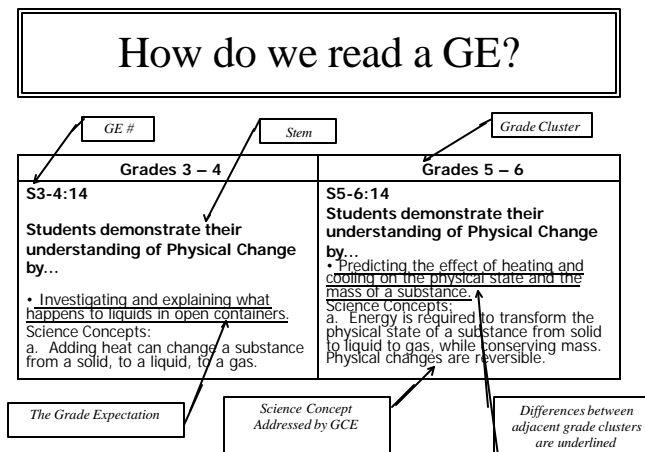 How do we read a GE?
GE #
Stem
Grade Cluster
Grades 3 – 4
S3-4:14
Students demonstrate their
understanding of Physical Change
by…
• Investigating and explaining what
happens to liquids in open containers.
Science Concepts:
a. Adding heat can change a substance
from a solid, to a liquid, to a gas.
Grades 5 – 6
S5-6:14
Students demonstrate their
understanding of Physical Change
by…
• Predicting the effect of heating and
cooling on the physical state and the
mass of a substance.
Science Concepts:
a. Energy is required to transform the
physical state of a substance from solid
to liquid to gas, while conserving mass.
Physical changes are reversible.
The Grade Expectation
Science Concept
Addressed by GCE
Differences between
adjacent grade clusters
are underlined